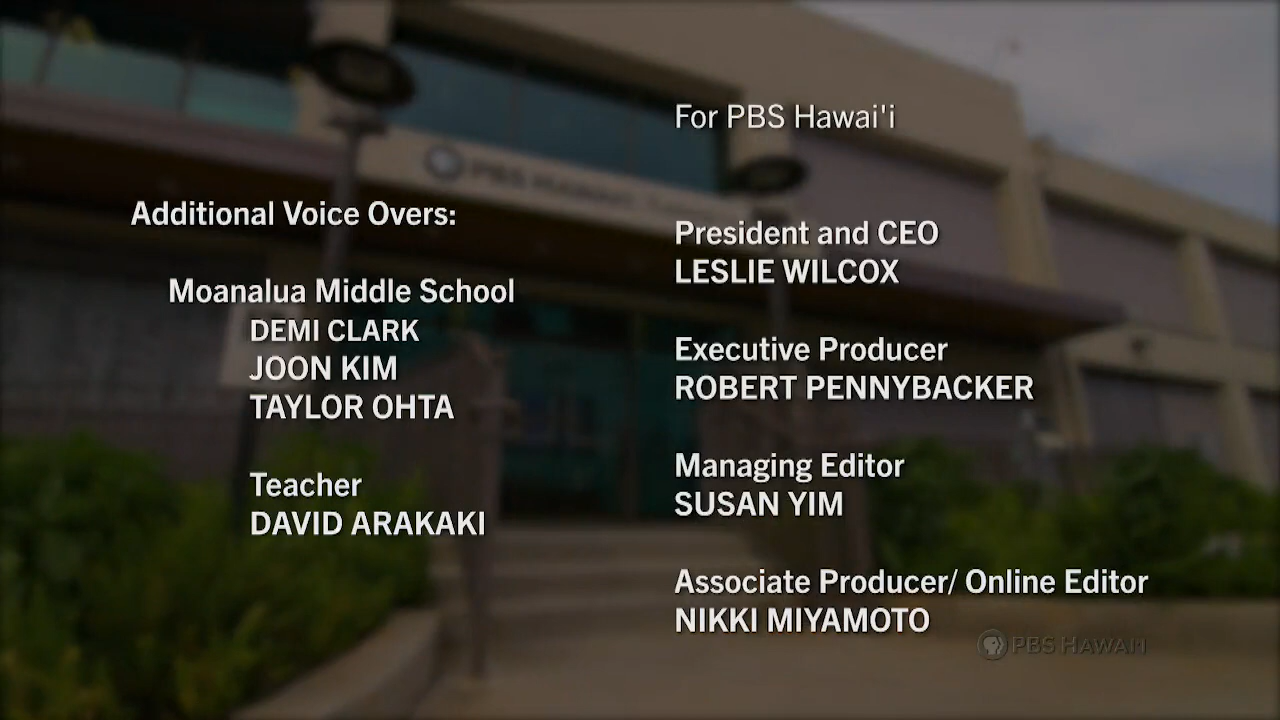 Additional Voice Overs:
Moanalua Middle School
DEMI CLARK
JOON KIM
TAYLOR OHTA
Teacher
DAVID ARAKAKI
For PBS Hawai'i
President and CEO
LESLIE WILCOX
Executive Producer
ROBERT PENNYBACKER
Managing Editor
SUSAN YIM
Associate Producer/ Online Editor
NIKKI MIYAMOTO
PBS HAWAI'I
PBS HAWAI'I